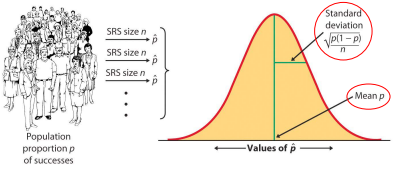 SRS size n p̂
SRS size n p̂
SRS size n p̂
Population
proportion p
of successes
Standard
deviation
√(p(1 − p)/n)
Mean p
Values of p̂